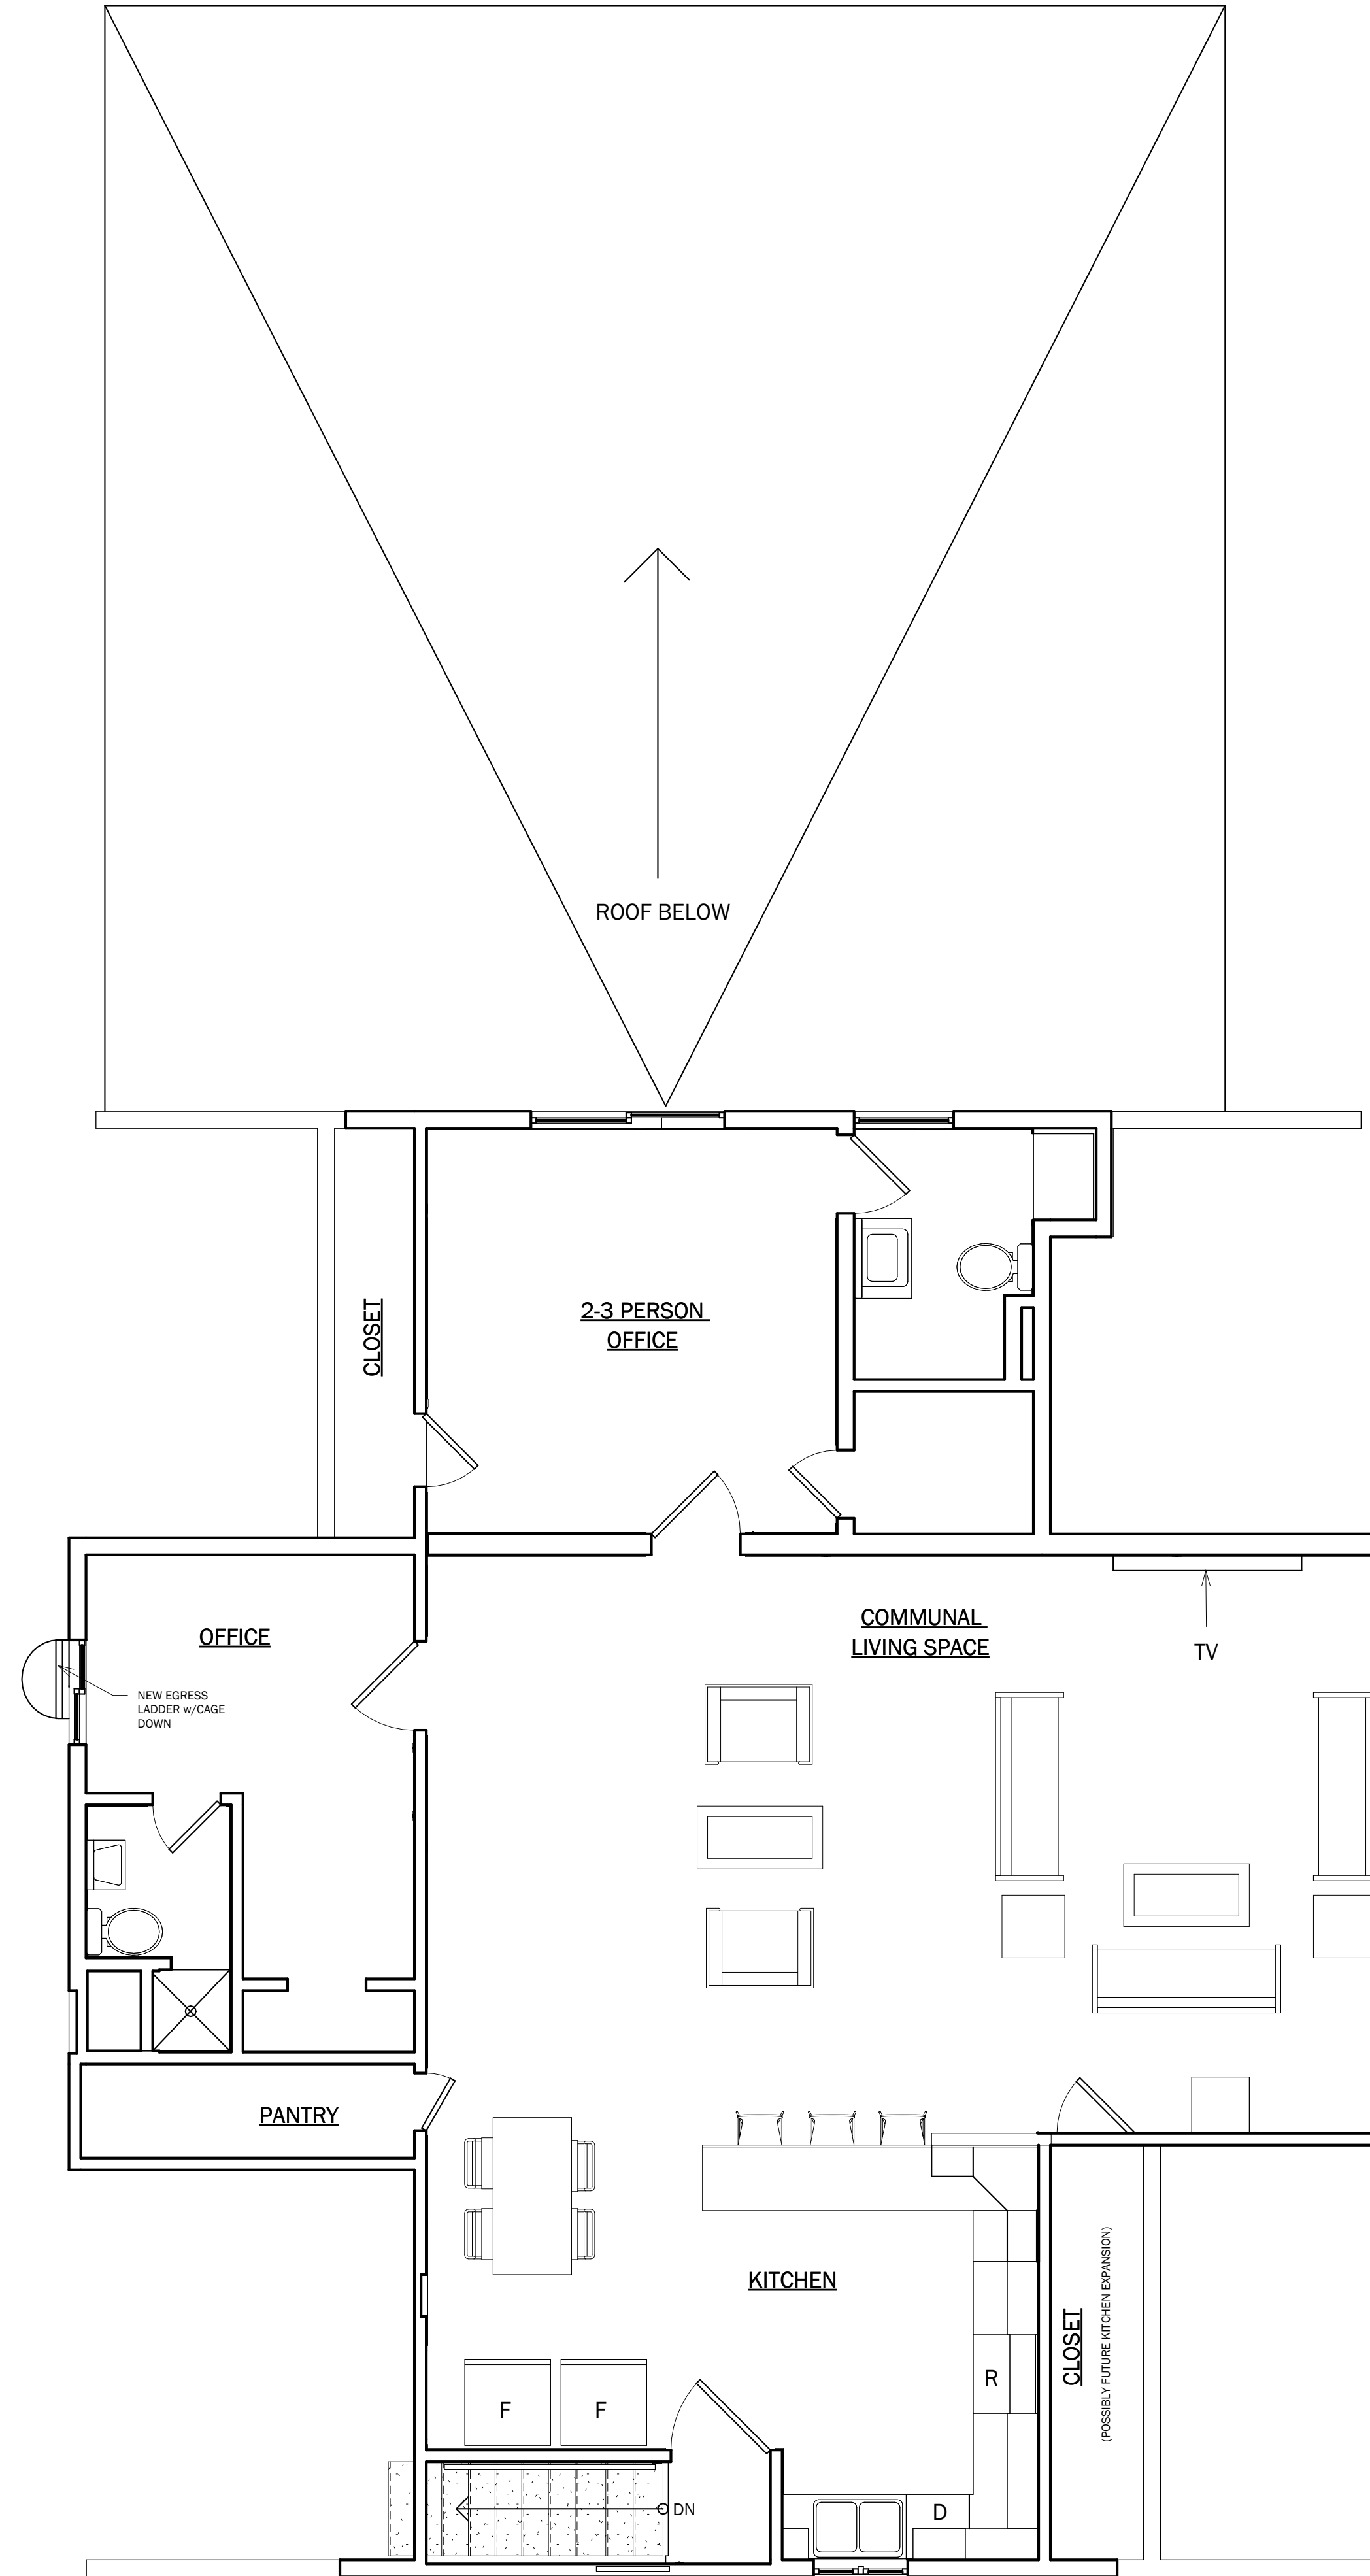 ROOF BELOW
CLOSET
2-3 PERSON
OFFICE
OFFICE
NEW EGRESS
LADDER w/CAGE
DOWN
COMMUNAL
LIVING SPACE
TV
PANTRY
KITCHEN
CLOSET
(POSSIBLY FUTURE KITCHEN EXPANSION)
R
F
F
DN
D